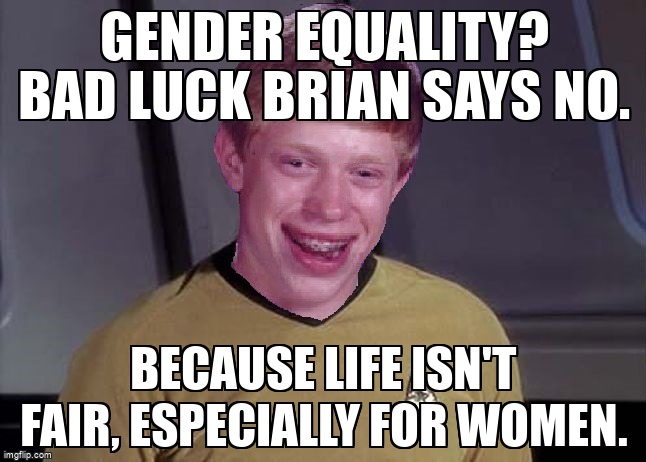 GENDER EQUALITY?
BAD LUCK BRIAN SAYS NO.
BECAUSE LIFE ISN'T
FAIR, ESPECIALLY FOR WOMEN.
imgflip.com